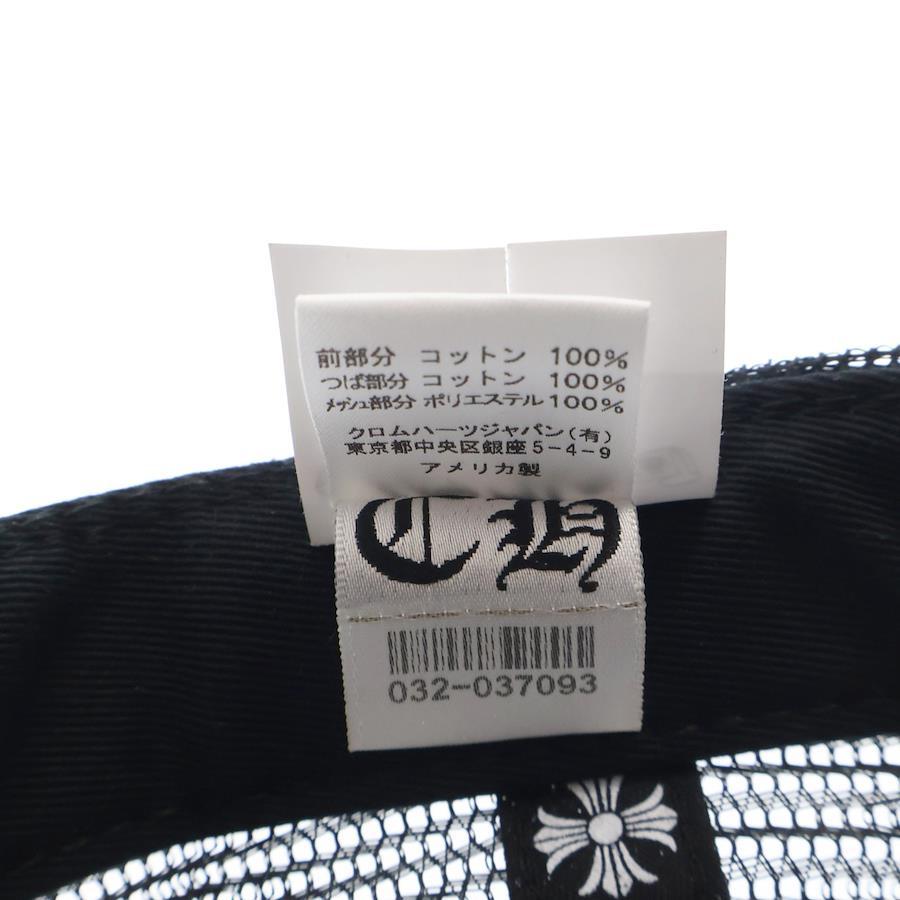 前部分 コットン 100%
つば部分 コットン 100%
メッシュ部分 ポリエステル 100%
クロムハーツジャパン(有)
東京都中央区銀座5-4-9
アメリカ製
CH
032-037093